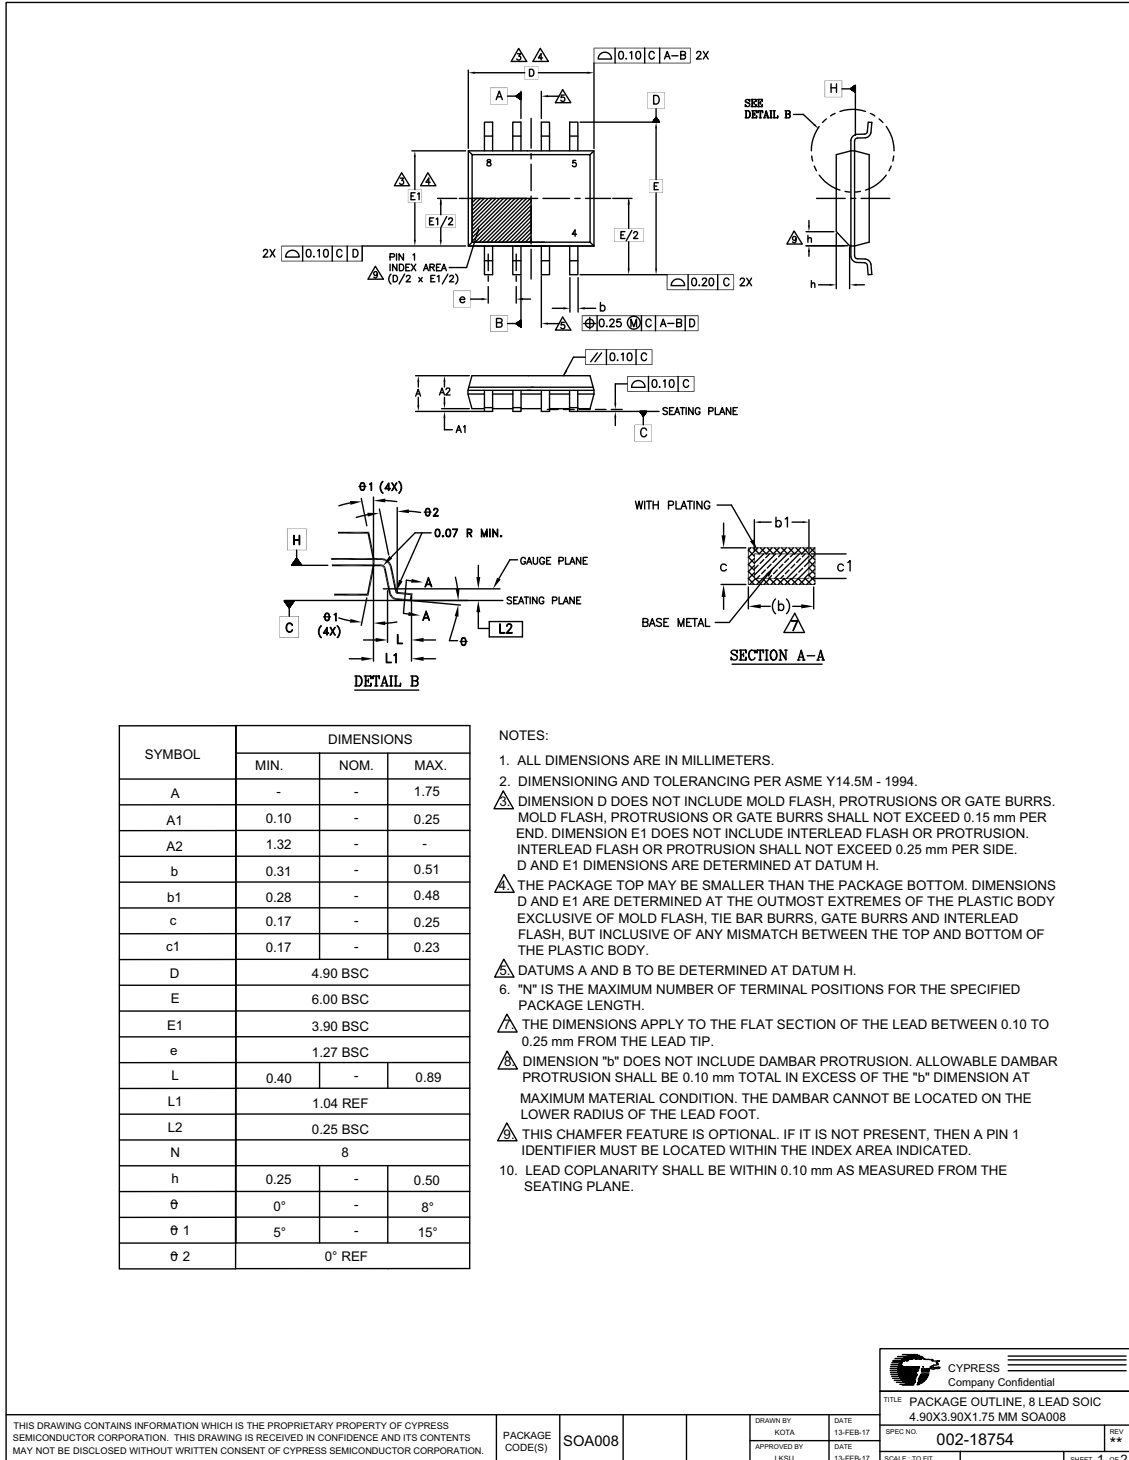 3 4
D
⌓ 0.10 C A-B 2X
A
5
D
H
SEE
DETAIL B
8
5
3 4
E1
E
E1/2
E/2
4
9 h
2X ⌓ 0.10 C D
PIN 1
INDEX AREA
(D/2 x E1/2)
9
⌓ 0.20 C 2X
h
e
b
B
5
⌖ 0.25 Ⓜ C A-B D
// 0.10 C
⌓ 0.10 C
A
A2
SEATING PLANE
A1
C
θ1 (4X)
θ2
0.07 R MIN.
H
GAUGE PLANE
A
SEATING PLANE
C
θ1
(4X)
A
L2
L
θ
L1
DETAIL B
WITH PLATING
b1
c
c1
(b)
BASE METAL
7
SECTION A-A
SYMBOL
DIMENSIONS
MIN. NOM. MAX.
A - - 1.75
A1 0.10 - 0.25
A2 1.32 - -
b 0.31 - 0.51
b1 0.28 - 0.48
c 0.17 - 0.25
c1 0.17 - 0.23
D 4.90 BSC
E 6.00 BSC
E1 3.90 BSC
e 1.27 BSC
L 0.40 - 0.89
L1 1.04 REF
L2 0.25 BSC
N 8
h 0.25 - 0.50
θ 0° - 8°
θ 1 5° - 15°
θ 2 0° REF
NOTES:
1. ALL DIMENSIONS ARE IN MILLIMETERS.
2. DIMENSIONING AND TOLERANCING PER ASME Y14.5M - 1994.
3. DIMENSION D DOES NOT INCLUDE MOLD FLASH, PROTRUSIONS OR GATE BURRS.
MOLD FLASH, PROTRUSIONS OR GATE BURRS SHALL NOT EXCEED 0.15 mm PER
END. DIMENSION E1 DOES NOT INCLUDE INTERLEAD FLASH OR PROTRUSION.
INTERLEAD FLASH OR PROTRUSION SHALL NOT EXCEED 0.25 mm PER SIDE.
D AND E1 DIMENSIONS ARE DETERMINED AT DATUM H.
4. THE PACKAGE TOP MAY BE SMALLER THAN THE PACKAGE BOTTOM. DIMENSIONS
D AND E1 ARE DETERMINED AT THE OUTMOST EXTREMES OF THE PLASTIC BODY
EXCLUSIVE OF MOLD FLASH, TIE BAR BURRS, GATE BURRS AND INTERLEAD
FLASH, BUT INCLUSIVE OF ANY MISMATCH BETWEEN THE TOP AND BOTTOM OF
THE PLASTIC BODY.
5. DATUMS A AND B TO BE DETERMINED AT DATUM H.
6. "N" IS THE MAXIMUM NUMBER OF TERMINAL POSITIONS FOR THE SPECIFIED
PACKAGE LENGTH.
7. THE DIMENSIONS APPLY TO THE FLAT SECTION OF THE LEAD BETWEEN 0.10 TO
0.25 mm FROM THE LEAD TIP.
8. DIMENSION "b" DOES NOT INCLUDE DAMBAR PROTRUSION. ALLOWABLE DAMBAR
PROTRUSION SHALL BE 0.10 mm TOTAL IN EXCESS OF THE "b" DIMENSION AT
MAXIMUM MATERIAL CONDITION. THE DAMBAR CANNOT BE LOCATED ON THE
LOWER RADIUS OF THE LEAD FOOT.
9. THIS CHAMFER FEATURE IS OPTIONAL. IF IT IS NOT PRESENT, THEN A PIN 1
IDENTIFIER MUST BE LOCATED WITHIN THE INDEX AREA INDICATED.
10. LEAD COPLANARITY SHALL BE WITHIN 0.10 mm AS MEASURED FROM THE
SEATING PLANE.
CYPRESS
Company Confidential
TITLE PACKAGE OUTLINE, 8 LEAD SOIC
4.90X3.90X1.75 MM SOA008
THIS DRAWING CONTAINS INFORMATION WHICH IS THE PROPRIETARY PROPERTY OF CYPRESS
SEMICONDUCTOR CORPORATION. THIS DRAWING IS RECEIVED IN CONFIDENCE AND ITS CONTENTS
MAY NOT BE DISCLOSED WITHOUT WRITTEN CONSENT OF CYPRESS SEMICONDUCTOR CORPORATION.
PACKAGE
CODE(S)
SOA008
DRAWN BY
KOTA
DATE
13-FEB-17
APPROVED BY
LKSU
DATE
13-FEB-17
SPEC NO.
002-18754
REV
**
SCALE : TO FIT
SHEET 1 OF 2